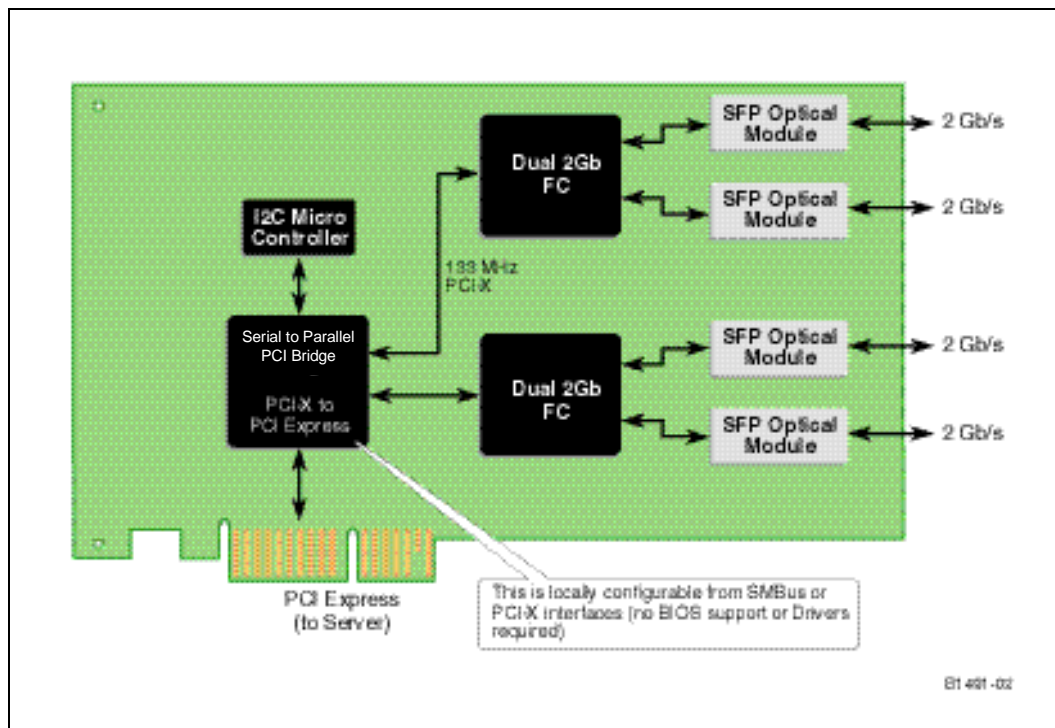 SFP Optical
Module
2 Gb/s
Dual 2Gb
FC
SFP Optical
Module
2 Gb/s
I2C Micro
Controller
133 MHz
PCI-X
Serial to Parallel
PCI Bridge
PCI-X to
PCI Express
SFP Optical
Module
2 Gb/s
Dual 2Gb
FC
SFP Optical
Module
2 Gb/s
PCI Express
(to Server)
This is locally configurable from SMBus or
PCI-X interfaces (no BIOS support or Drivers
required)
B1491-02